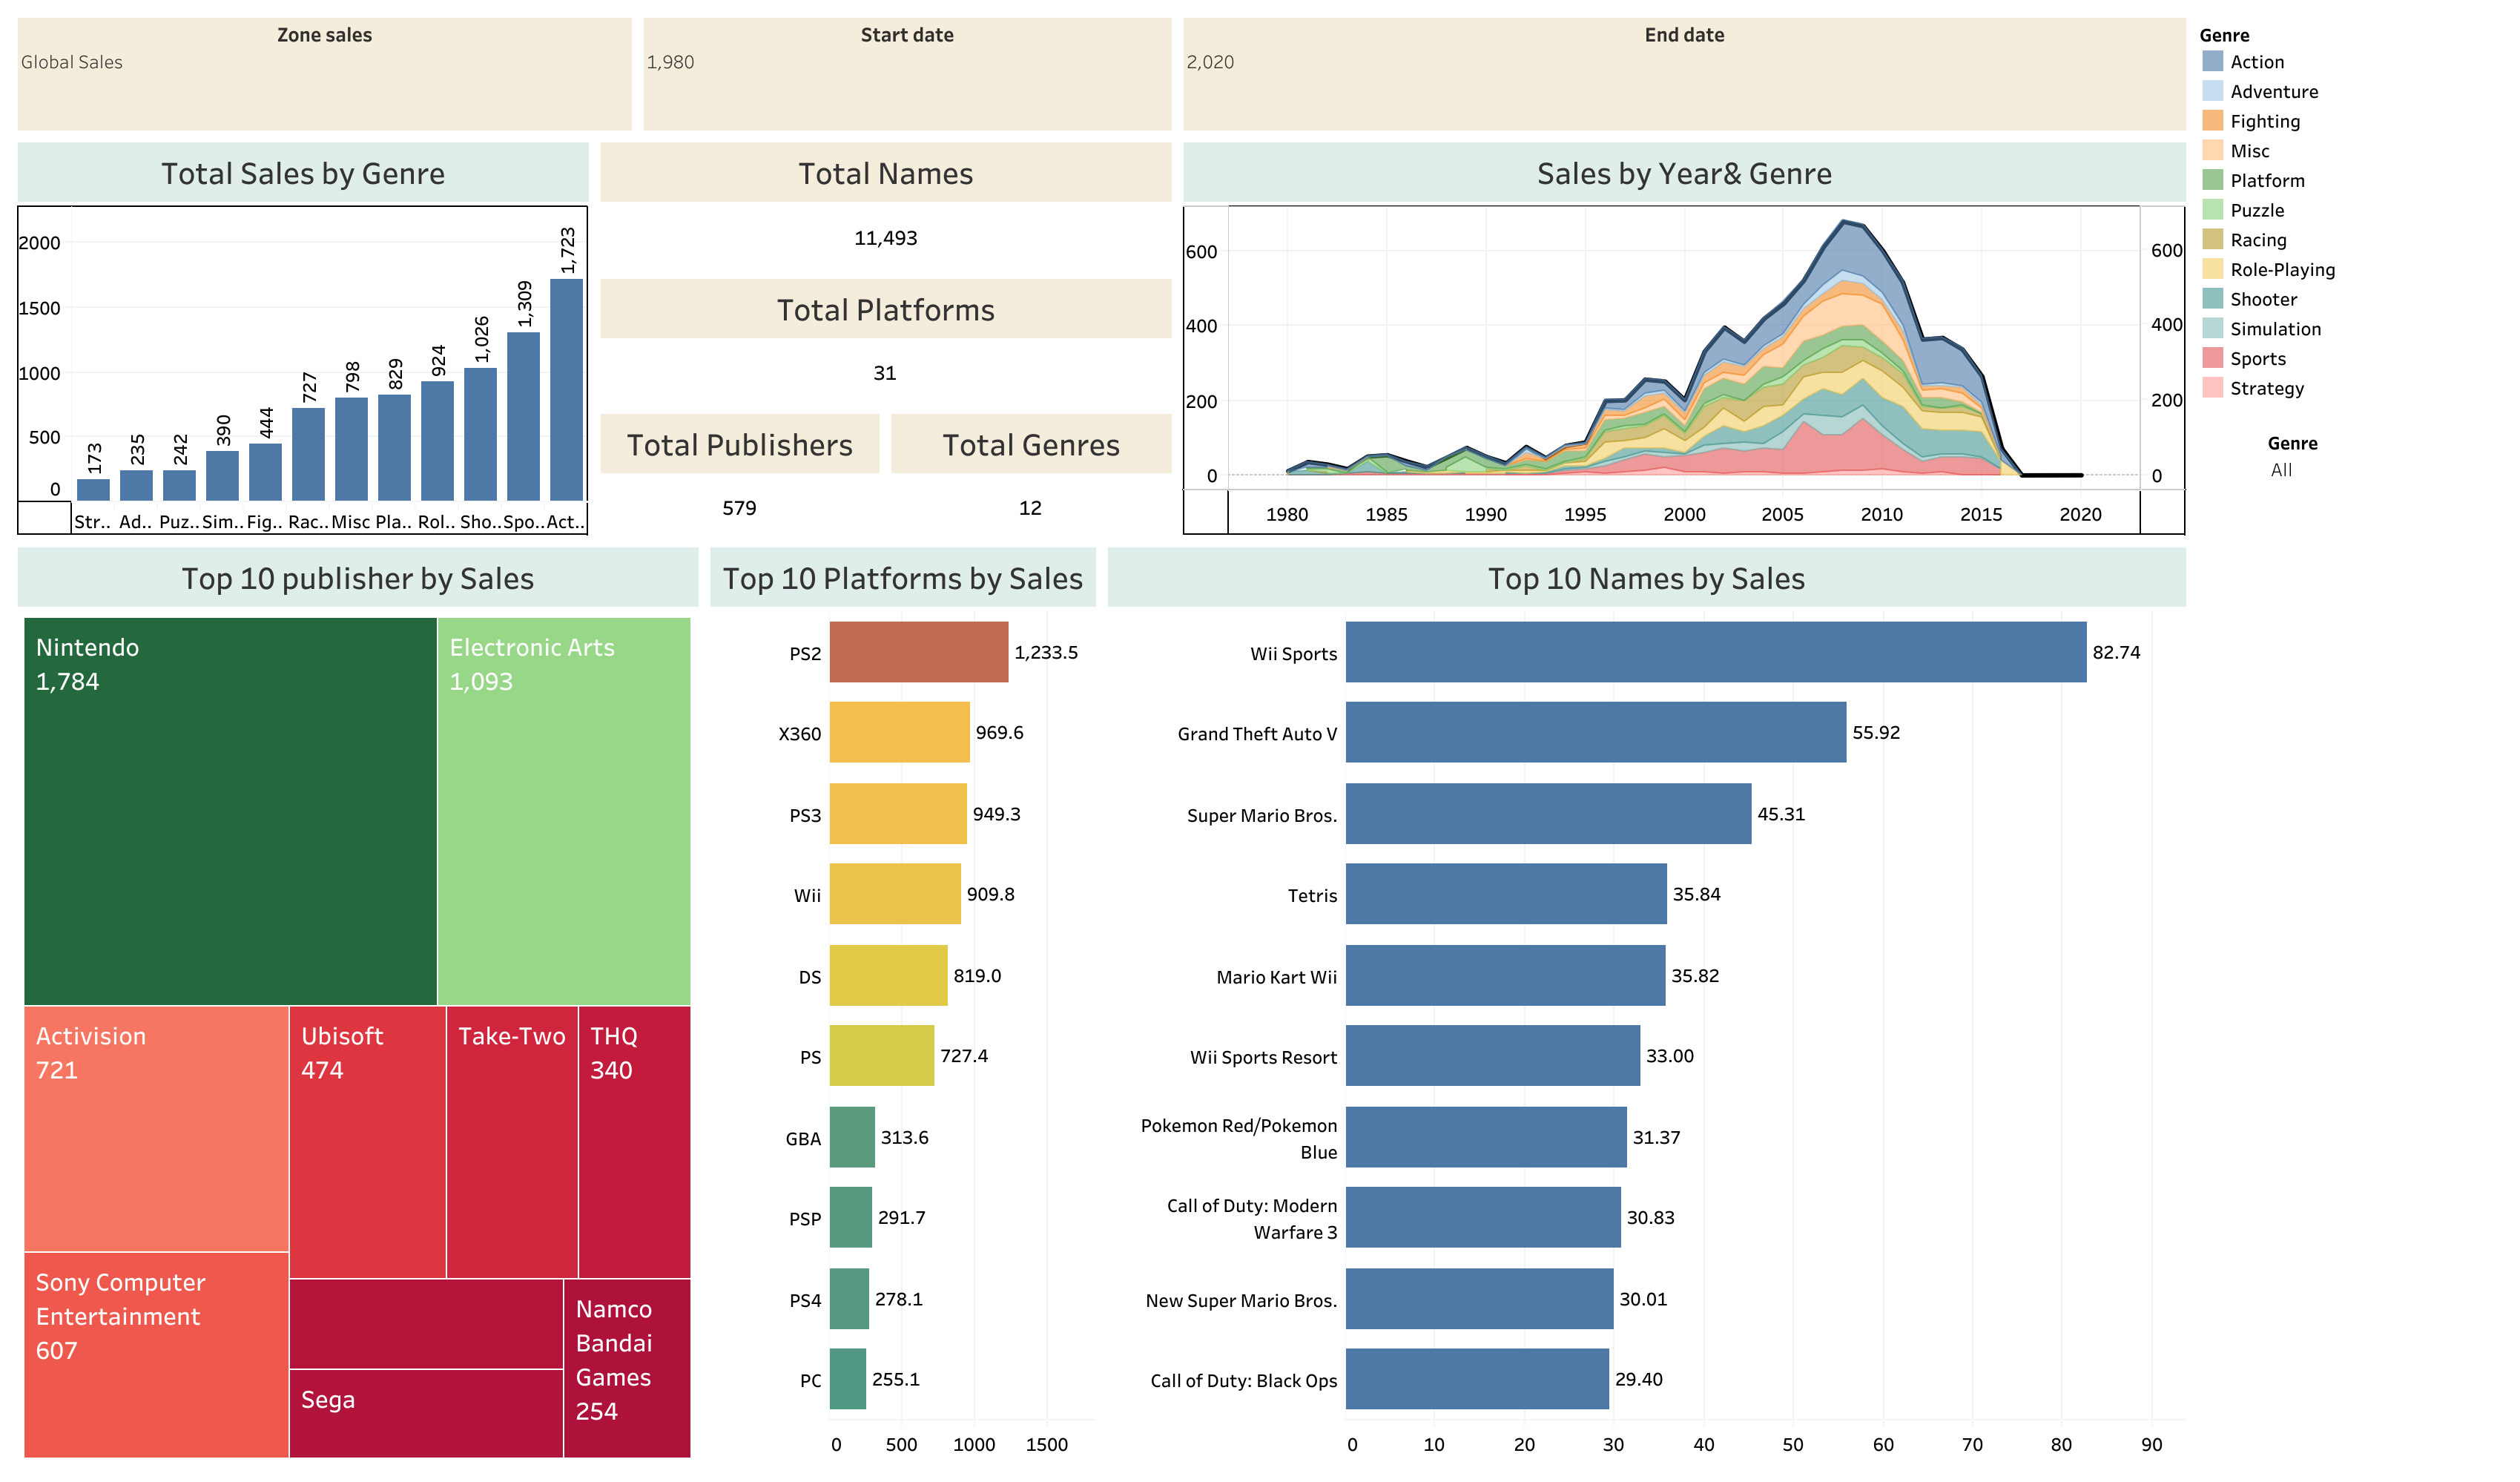 Zone sales
Global Sales
Start date
1,980
End date
2,020
Genre
Action
Adventure
Fighting
Misc
Platform
Puzzle
Racing
Role-Playing
Shooter
Simulation
Sports
Strategy
Genre
All
Total Sales by Genre
2000
1500
1000
500
0
173
235
242
390
444
727
798
829
924
1,026
1,309
1,723
Str.. Ad.. Puz.. Sim.. Fig.. Rac.. Misc Pla.. Rol.. Sho.. Spo.. Act..
Total Names
11,493
Total Platforms
31
Total Publishers
579
Total Genres
12
Sales by Year& Genre
600
400
200
0
600
400
200
0
1980 1985 1990 1995 2000 2005 2010 2015 2020
Top 10 publisher by Sales
Nintendo
1,784
Electronic Arts
1,093
Activision
721
Ubisoft
474
Take-Two
THQ
340
Sony Computer
Entertainment
607
Sega
Namco
Bandai
Games
254
Top 10 Platforms by Sales
PS2 1,233.5
X360 969.6
PS3 949.3
Wii 909.8
DS 819.0
PS 727.4
GBA 313.6
PSP 291.7
PS4 278.1
PC 255.1
0 500 1000 1500
Top 10 Names by Sales
Wii Sports 82.74
Grand Theft Auto V 55.92
Super Mario Bros. 45.31
Tetris 35.84
Mario Kart Wii 35.82
Wii Sports Resort 33.00
Pokemon Red/Pokemon
Blue
31.37
Call of Duty: Modern
Warfare 3
30.83
New Super Mario Bros. 30.01
Call of Duty: Black Ops 29.40
0 10 20 30 40 50 60 70 80 90